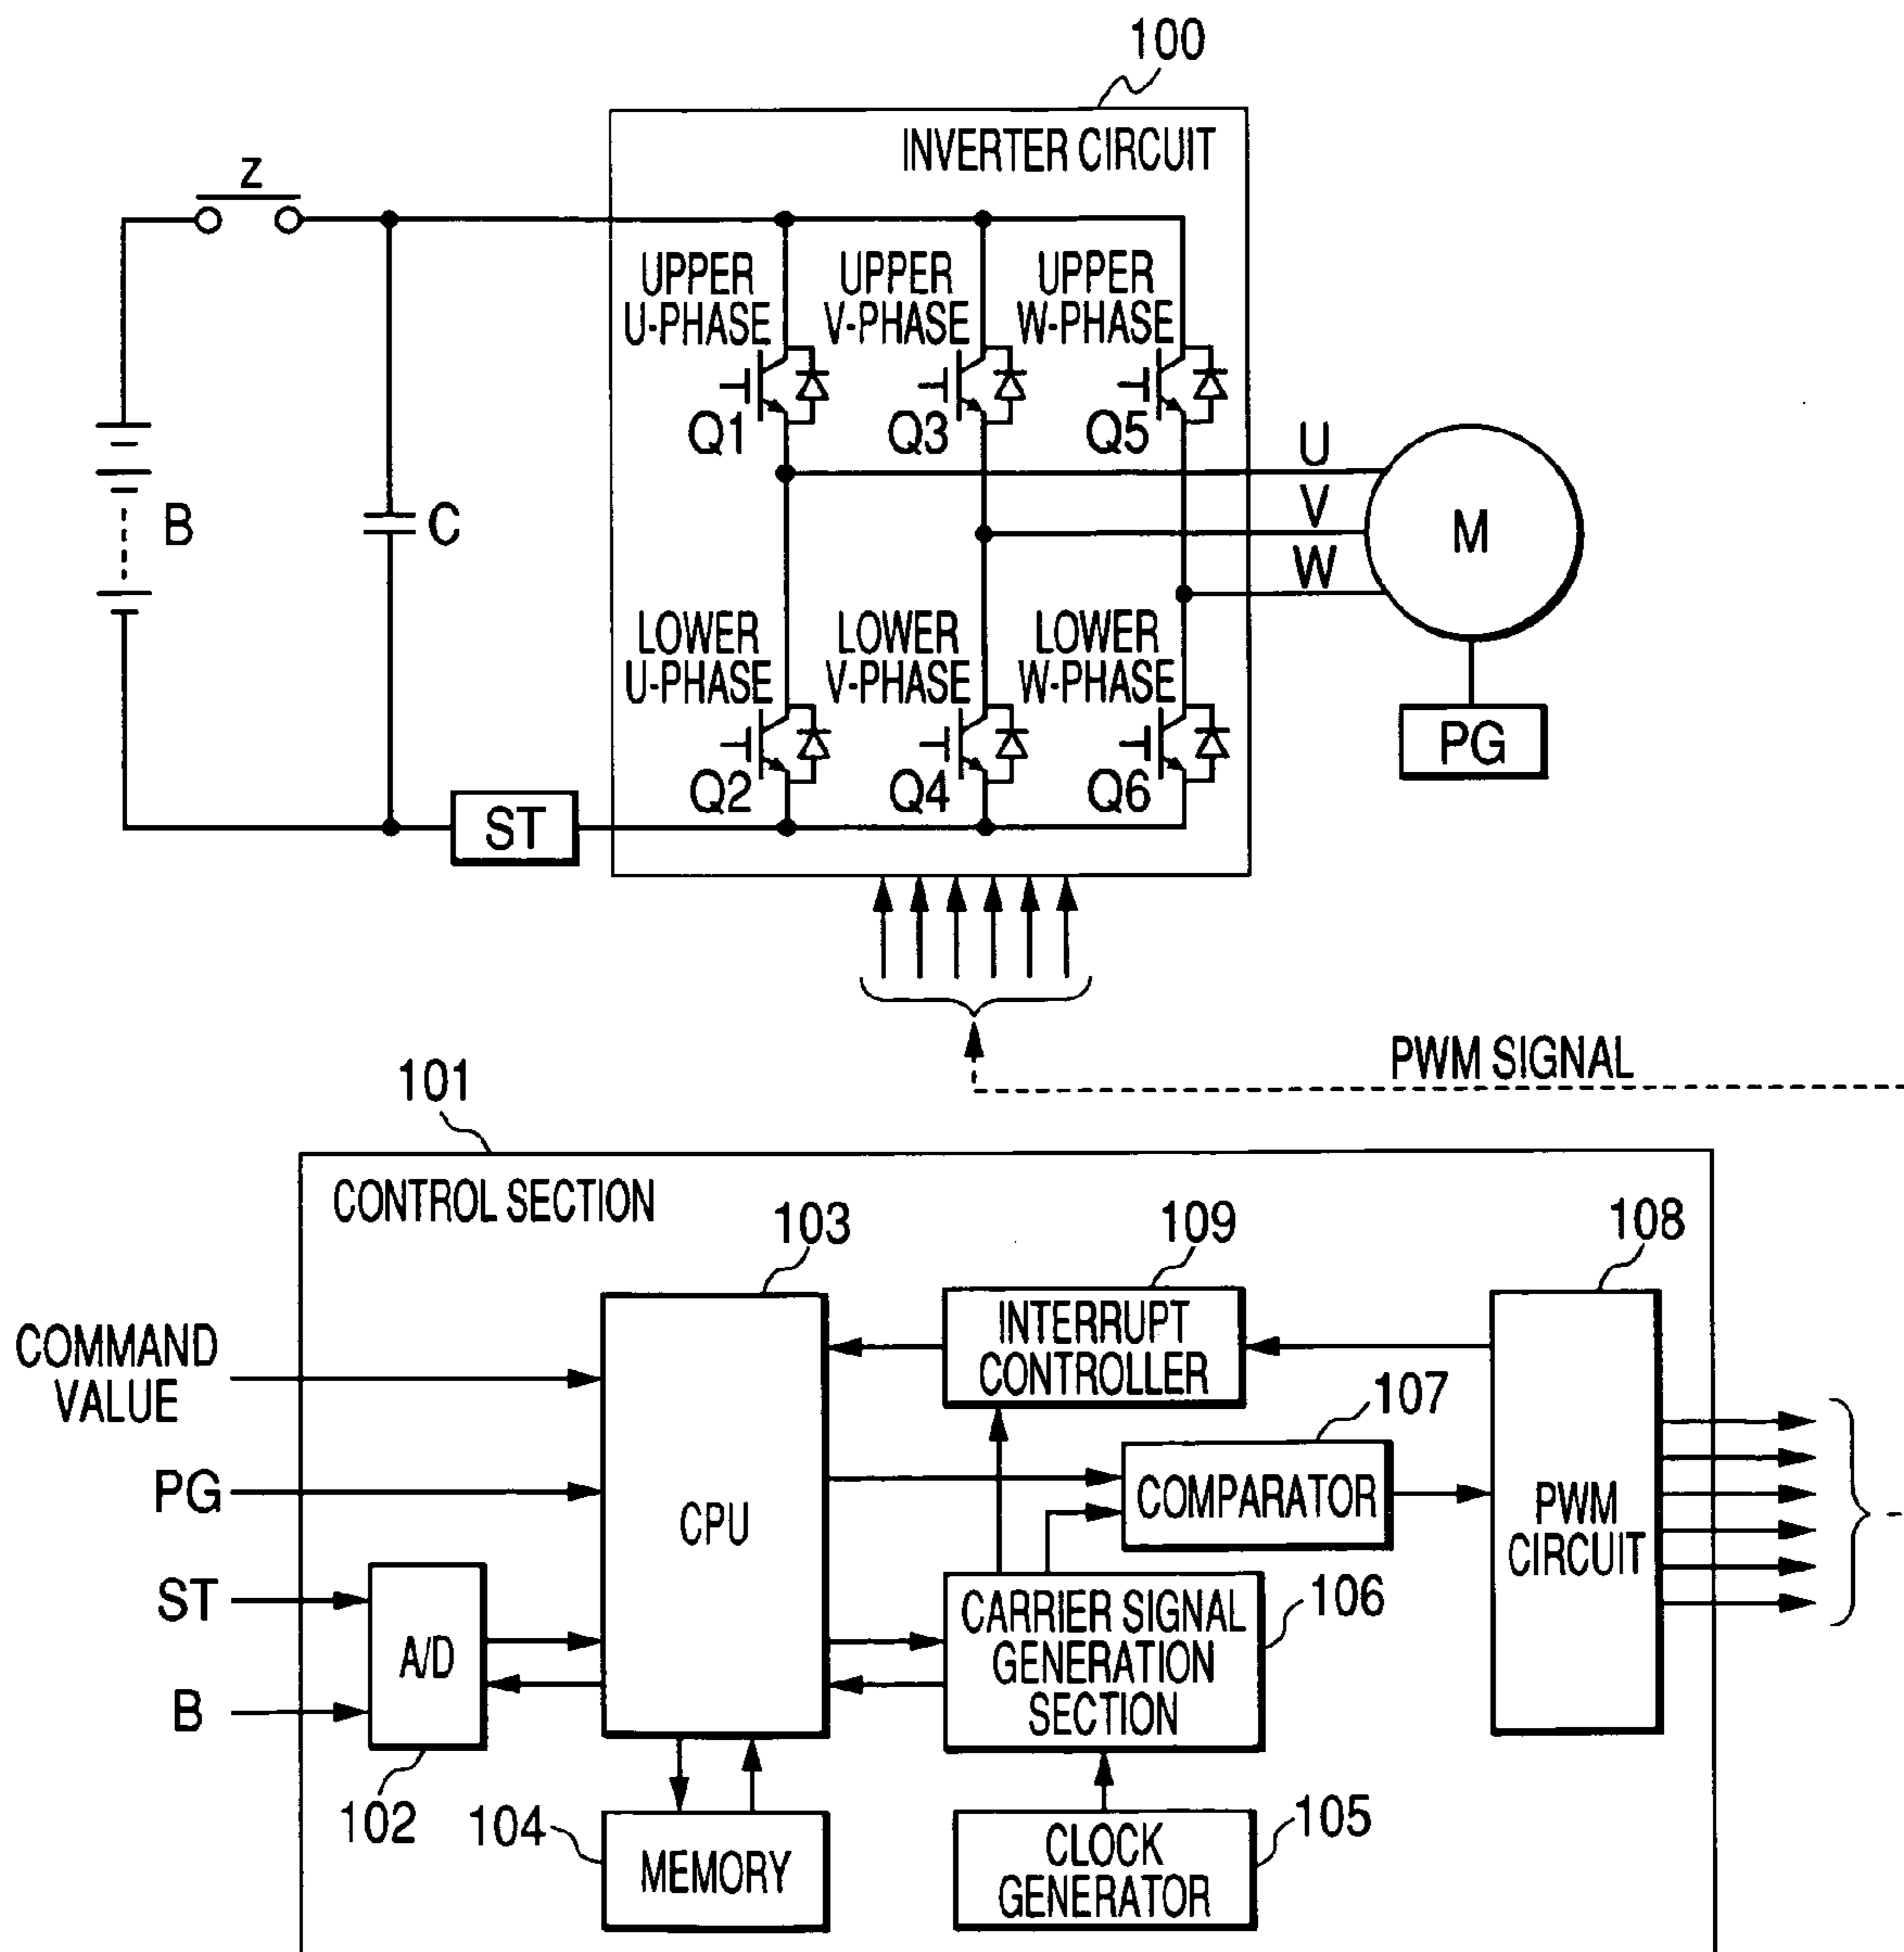 100
INVERTER CIRCUIT
z
UPPER
U-PHASE
UPPER
V-PHASE
UPPER
W-PHASE
Q1
Q3
Q5
U
V
W
M
B
C
LOWER
U-PHASE
LOWER
V-PHASE
LOWER
W-PHASE
PG
Q2
Q4
Q6
ST
PWM SIGNAL
101
CONTROL SECTION
103
109
108
COMMAND
VALUE
INTERRUPT
CONTROLLER
107
PG
CPU
COMPARATOR
PWM
CIRCUIT
ST
A/D
CARRIER SIGNAL
GENERATION
SECTION
106
B
102
104
MEMORY
CLOCK
GENERATOR
105